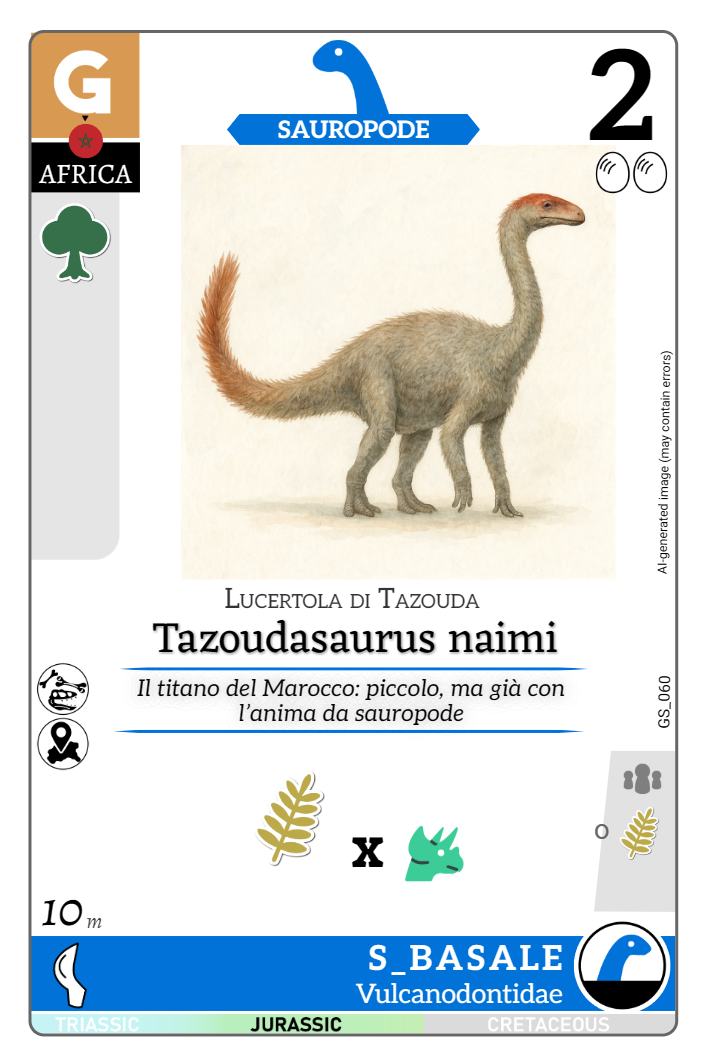 G
AFRICA
SAUROPODE
2
AI-generated image (may contain errors)
Lucertola di Tazouda
Tazoudasaurus naimi
Il titano del Marocco: piccolo, ma già con
l'anima da sauropode
GS_060
x
o
10 m
S_BASALE
Vulcanodontidae
TRIASSIC JURASSIC CRETACEOUS